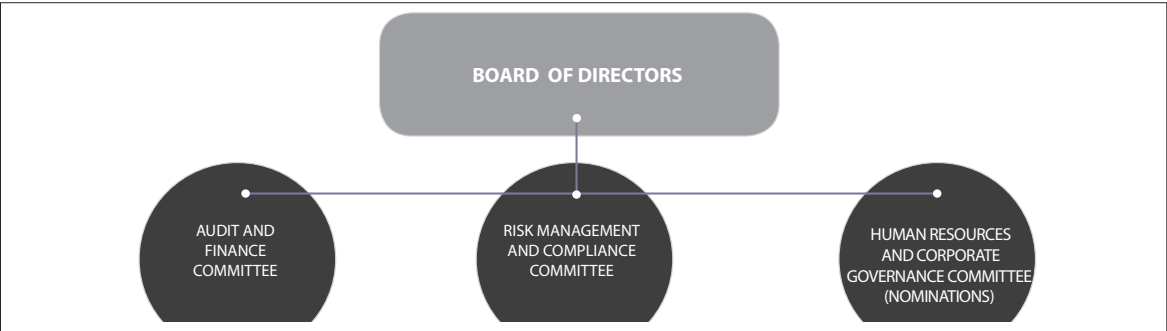 BOARD OF DIRECTORS
AUDIT AND
FINANCE
COMMITTEE
RISK MANAGEMENT
AND COMPLIANCE
COMMITTEE
HUMAN RESOURCES
AND CORPORATE
GOVERNANCE COMMITTEE
(NOMINATIONS)